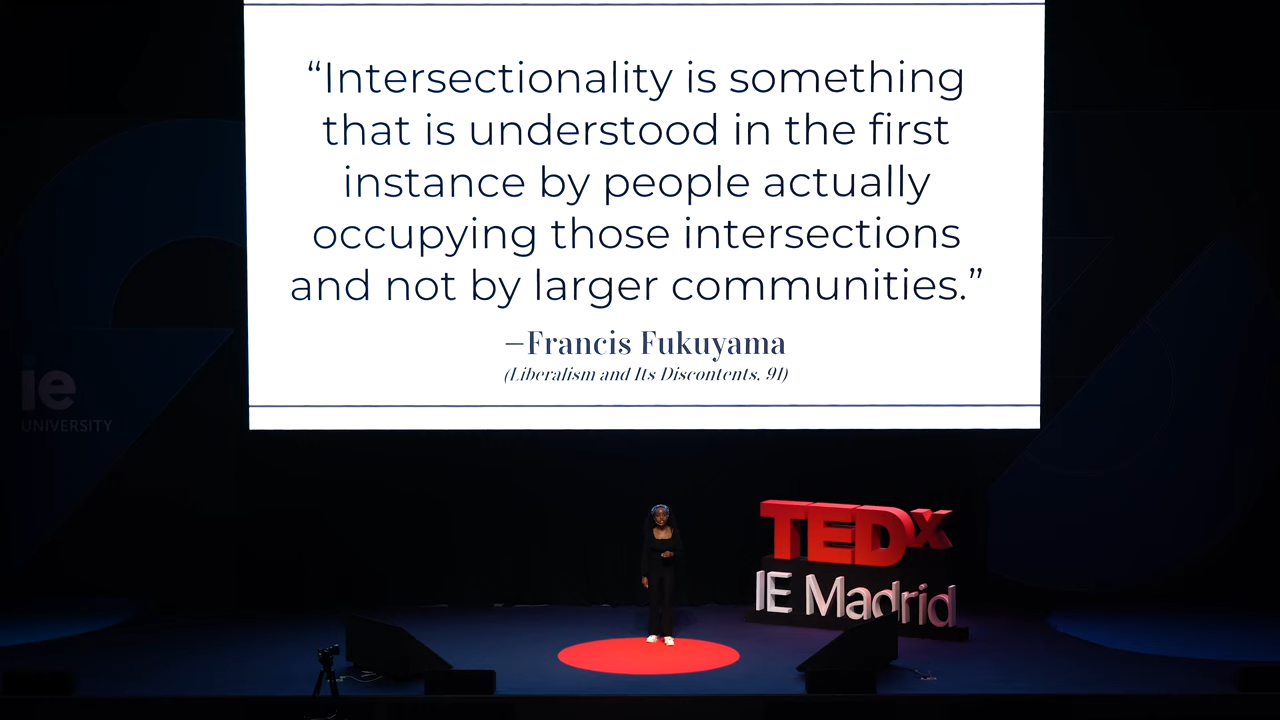 “Intersectionality is something
that is understood in the first
instance by people actually
occupying those intersections
and not by larger communities.”
—Francis Fukuyama
(Liberalism and Its Discontents, 91)
ie
UNIVERSITY
TEDx
IE Madrid